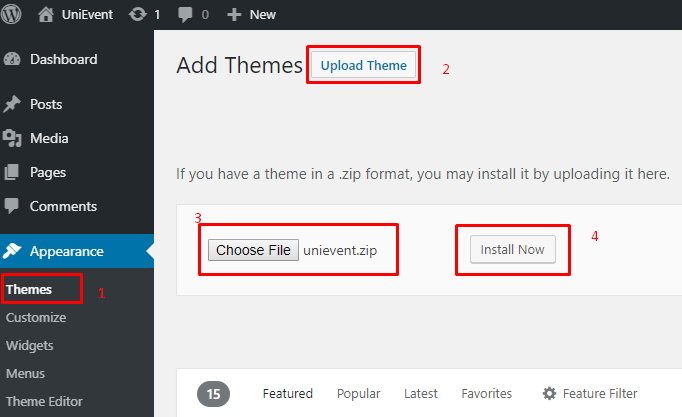 UniEvent 1 0 New
Dashboard
Posts
Media
Pages
Comments
Appearance
Themes 1
Customize
Widgets
Menus
Theme Editor
Add Themes Upload Theme 2
If you have a theme in a .zip format, you may install it by uploading it here.
3
Choose File unievent.zip Install Now 4
15 Featured Popular Latest Favorites Feature Filter